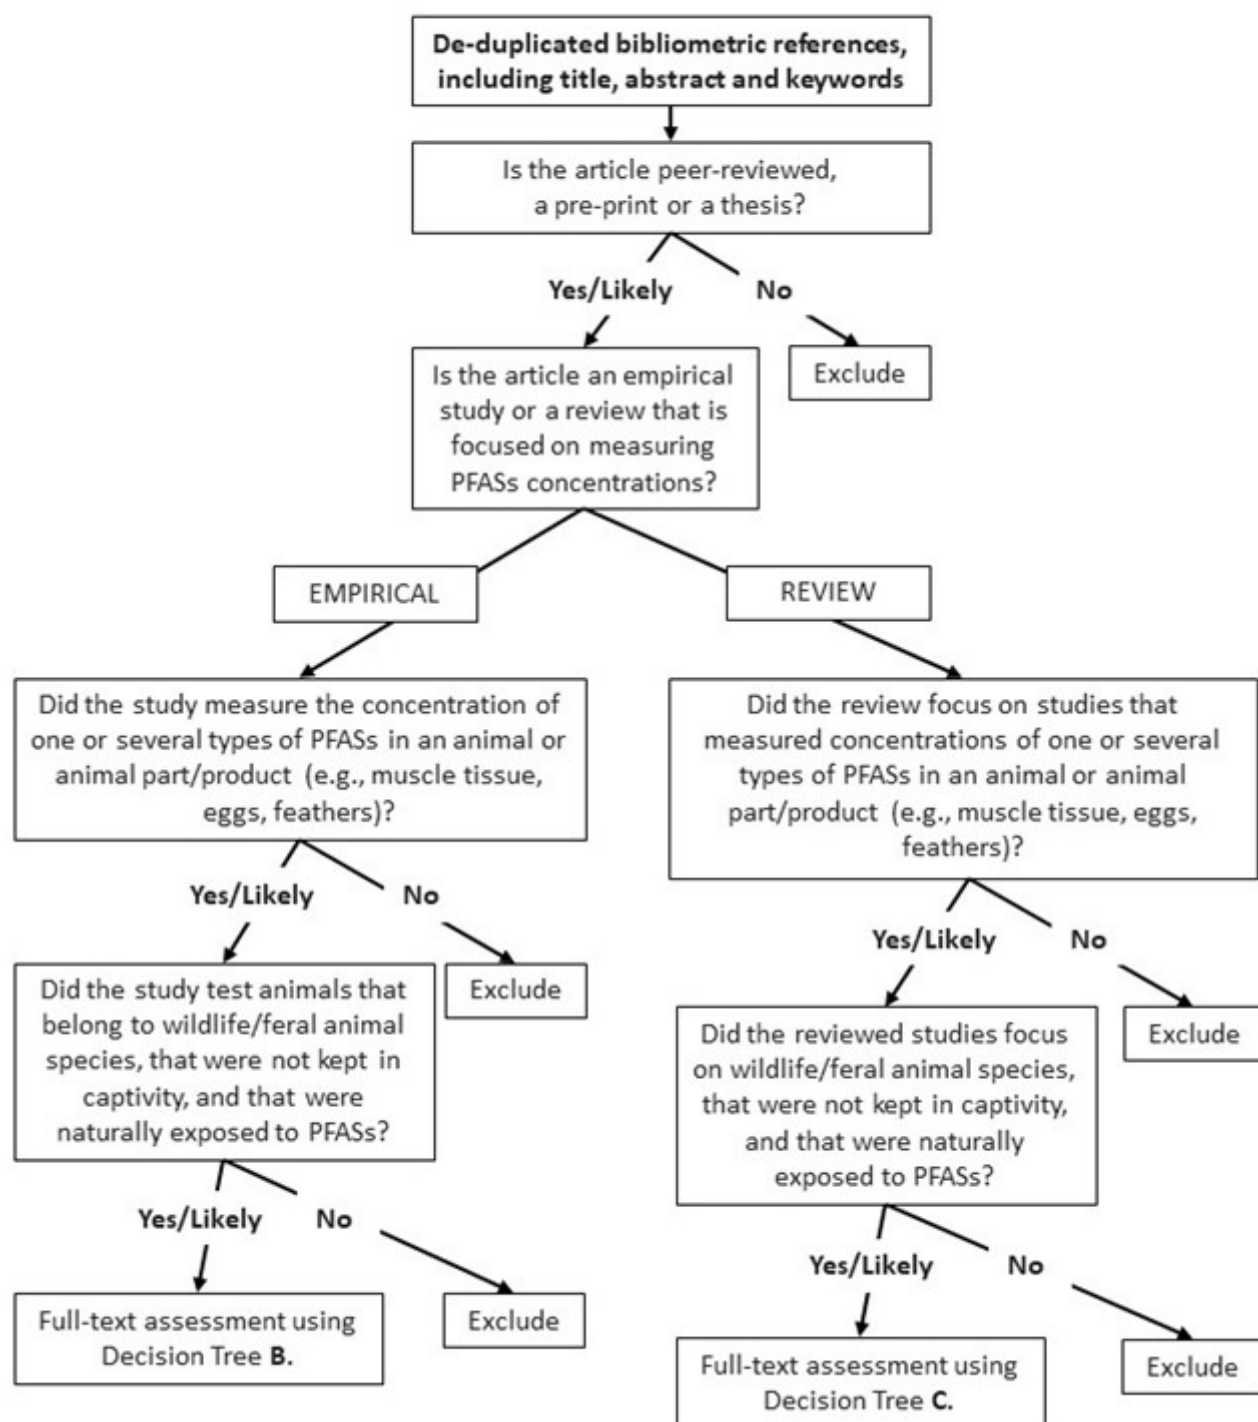 De-duplicated bibliometric references,
including title, abstract and keywords
Is the article peer-reviewed,
a pre-print or a thesis?
Yes/Likely
No
Is the article an empirical
study or a review that is
focused on measuring
PFASs concentrations?
Exclude
EMPIRICAL
REVIEW
Did the study measure the concentration of
one or several types of PFASs in an animal or
animal part/product (e.g., muscle tissue,
eggs, feathers)?
Yes/Likely
No
Did the study test animals that
belong to wildlife/feral animal
species, that were not kept in
captivity, and that were
naturally exposed to PFASs?
Exclude
Yes/Likely
No
Full-text assessment using
Decision Tree B.
Exclude
Did the review focus on studies that
measured concentrations of one or several
types of PFASs in an animal or animal
part/product (e.g., muscle tissue, eggs,
feathers)?
Yes/Likely
No
Did the reviewed studies focus
on wildlife/feral animal species,
that were not kept in captivity,
and that were naturally
exposed to PFASs?
Exclude
Yes/Likely
No
Full-text assessment using
Decision Tree C.
Exclude